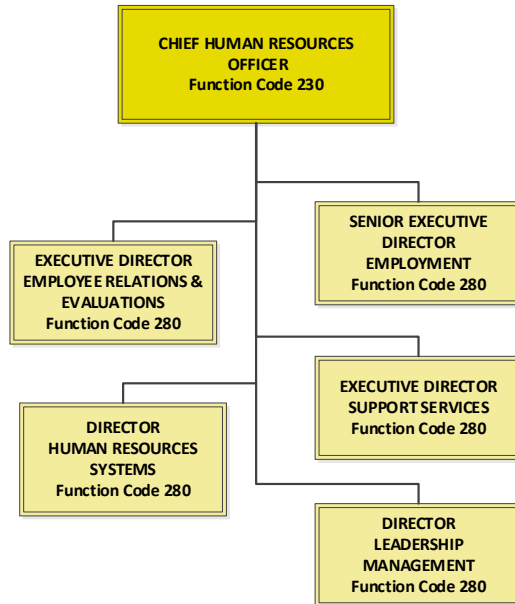 CHIEF HUMAN RESOURCES
OFFICER
Function Code 230
SENIOR EXECUTIVE
DIRECTOR
EMPLOYMENT
Function Code 280
EXECUTIVE DIRECTOR
EMPLOYEE RELATIONS &
EVALUATIONS
Function Code 280
EXECUTIVE DIRECTOR
SUPPORT SERVICES
Function Code 280
DIRECTOR
HUMAN RESOURCES
SYSTEMS
Function Code 280
DIRECTOR
LEADERSHIP
MANAGEMENT
Function Code 280